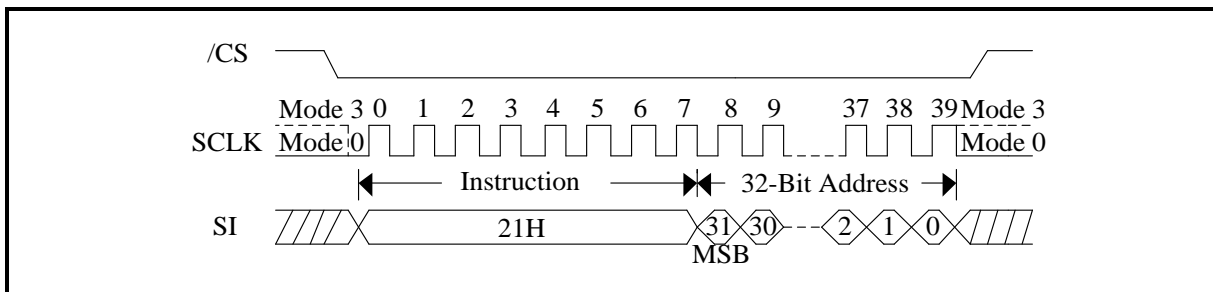 /CS
Mode 3 0 1 2 3 4 5 6 7 8 9 37 38 39 Mode 3
SCLK Mode 0 Mode 0
Instruction 32-Bit Address
SI 21H 31 30 2 1 0
MSB